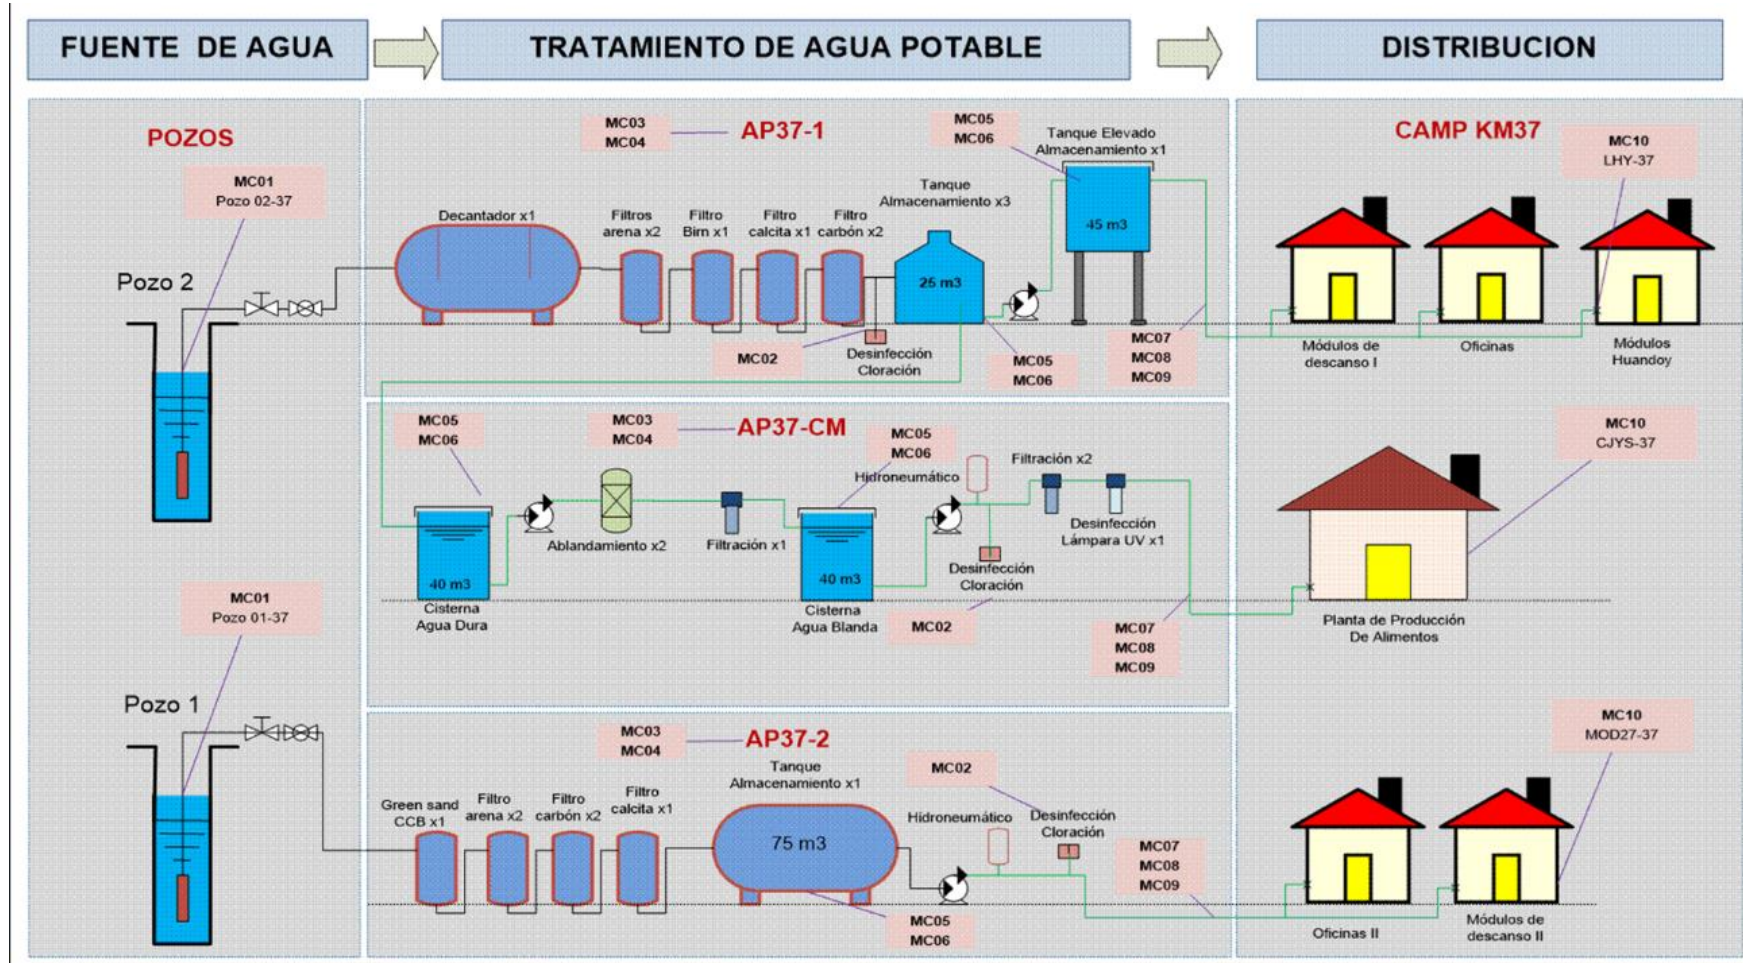 FUENTE DE AGUA
TRATAMIENTO DE AGUA POTABLE
DISTRIBUCION
POZOS
MC01
Pozo 02-37
Pozo 2
MC01
Pozo 01-37
Pozo 1
MC03
MC04
AP37-1
MC05
MC06
Tanque Elevado
Almacenamiento x1
45 m3
Decantador x1
Filtros
arena x2
Filtro
Birn x1
Filtro
calcita x1
Filtro
carbón x2
Tanque
Almacenamiento x3
25 m3
MC02
Desinfección
Cloración
MC05
MC06
MC07
MC08
MC09
MC05
MC06
MC03
MC04
AP37-CM
MC05
MC06
Hidroneumático
Filtración x2
Ablandamiento x2
Filtración x1
Desinfección
Lámpara UV x1
40 m3
Cisterna
Agua Dura
40 m3
Cisterna
Agua Blanda
Desinfección
Cloración
MC02
MC07
MC08
MC09
MC03
MC04
AP37-2
Tanque
Almacenamiento x1
75 m3
MC02
Green sand
CCB x1
Filtro
arena x2
Filtro
carbón x2
Filtro
calcita x1
Hidroneumático
Desinfección
Cloración
MC07
MC08
MC09
MC05
MC06
CAMP KM37
MC10
LHY-37
Módulos de
descanso I
Oficinas
Módulos
Huandoy
MC10
CJYS-37
Planta de Producción
De Alimentos
MC10
MOD27-37
Oficinas II
Módulos de
descanso II